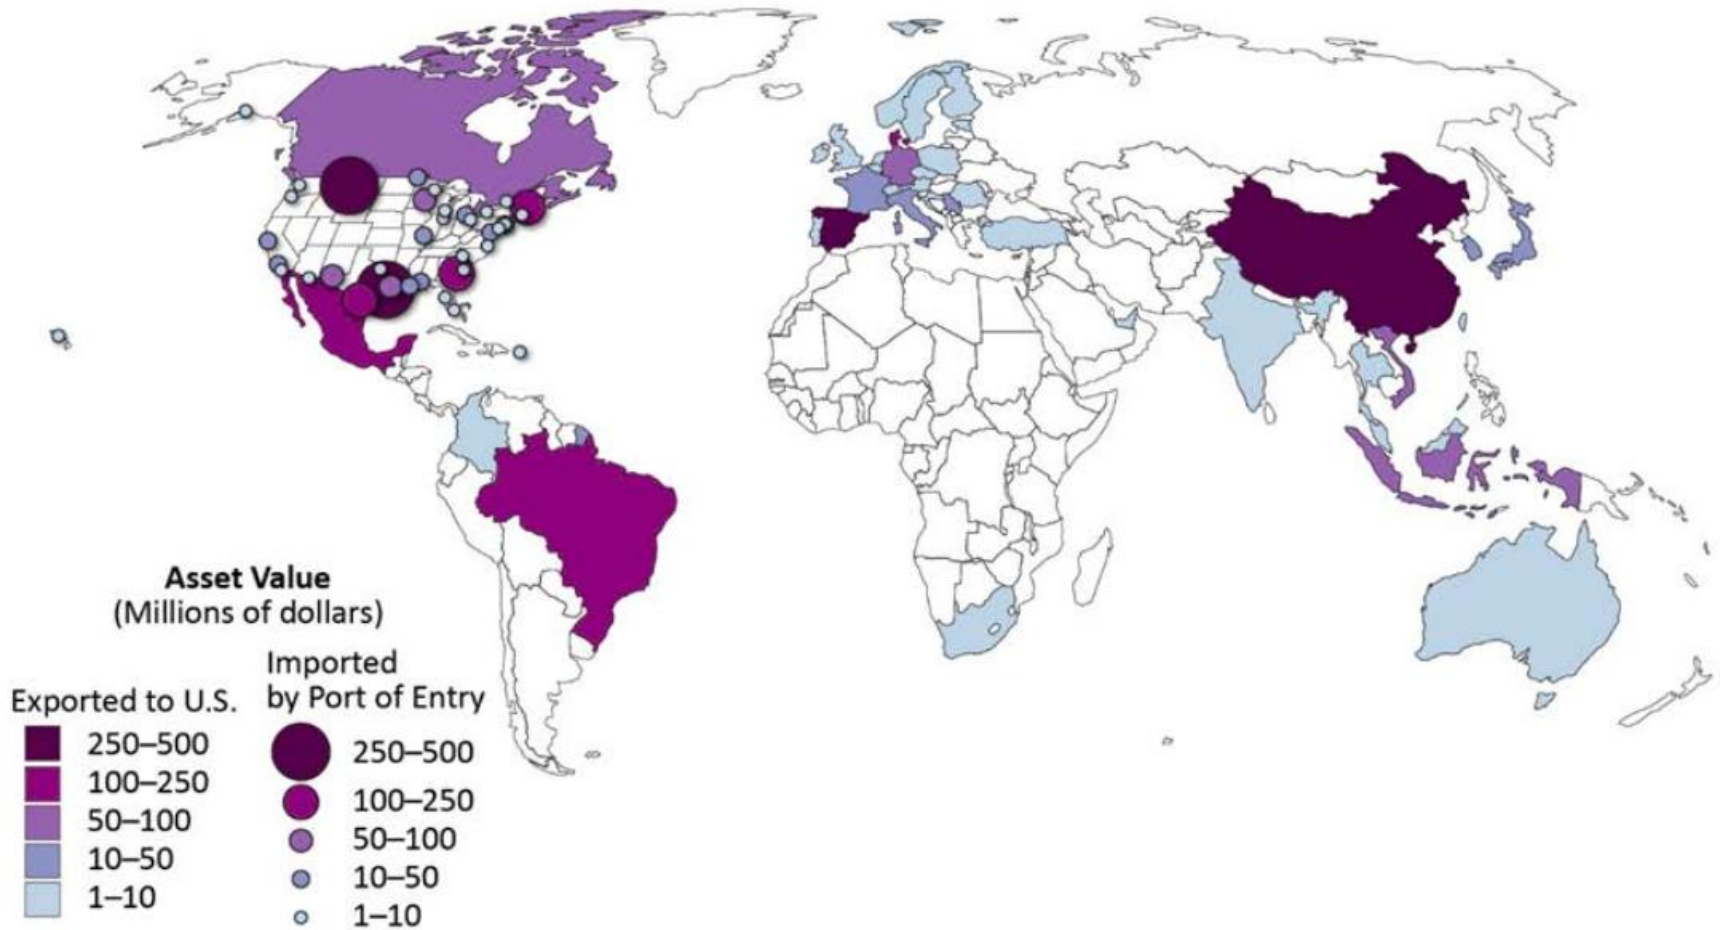 Asset Value
(Millions of dollars)
Exported to U.S.
250–500
100–250
50–100
10–50
1–10
Imported
by Port of Entry
250–500
100–250
50–100
10–50
1–10